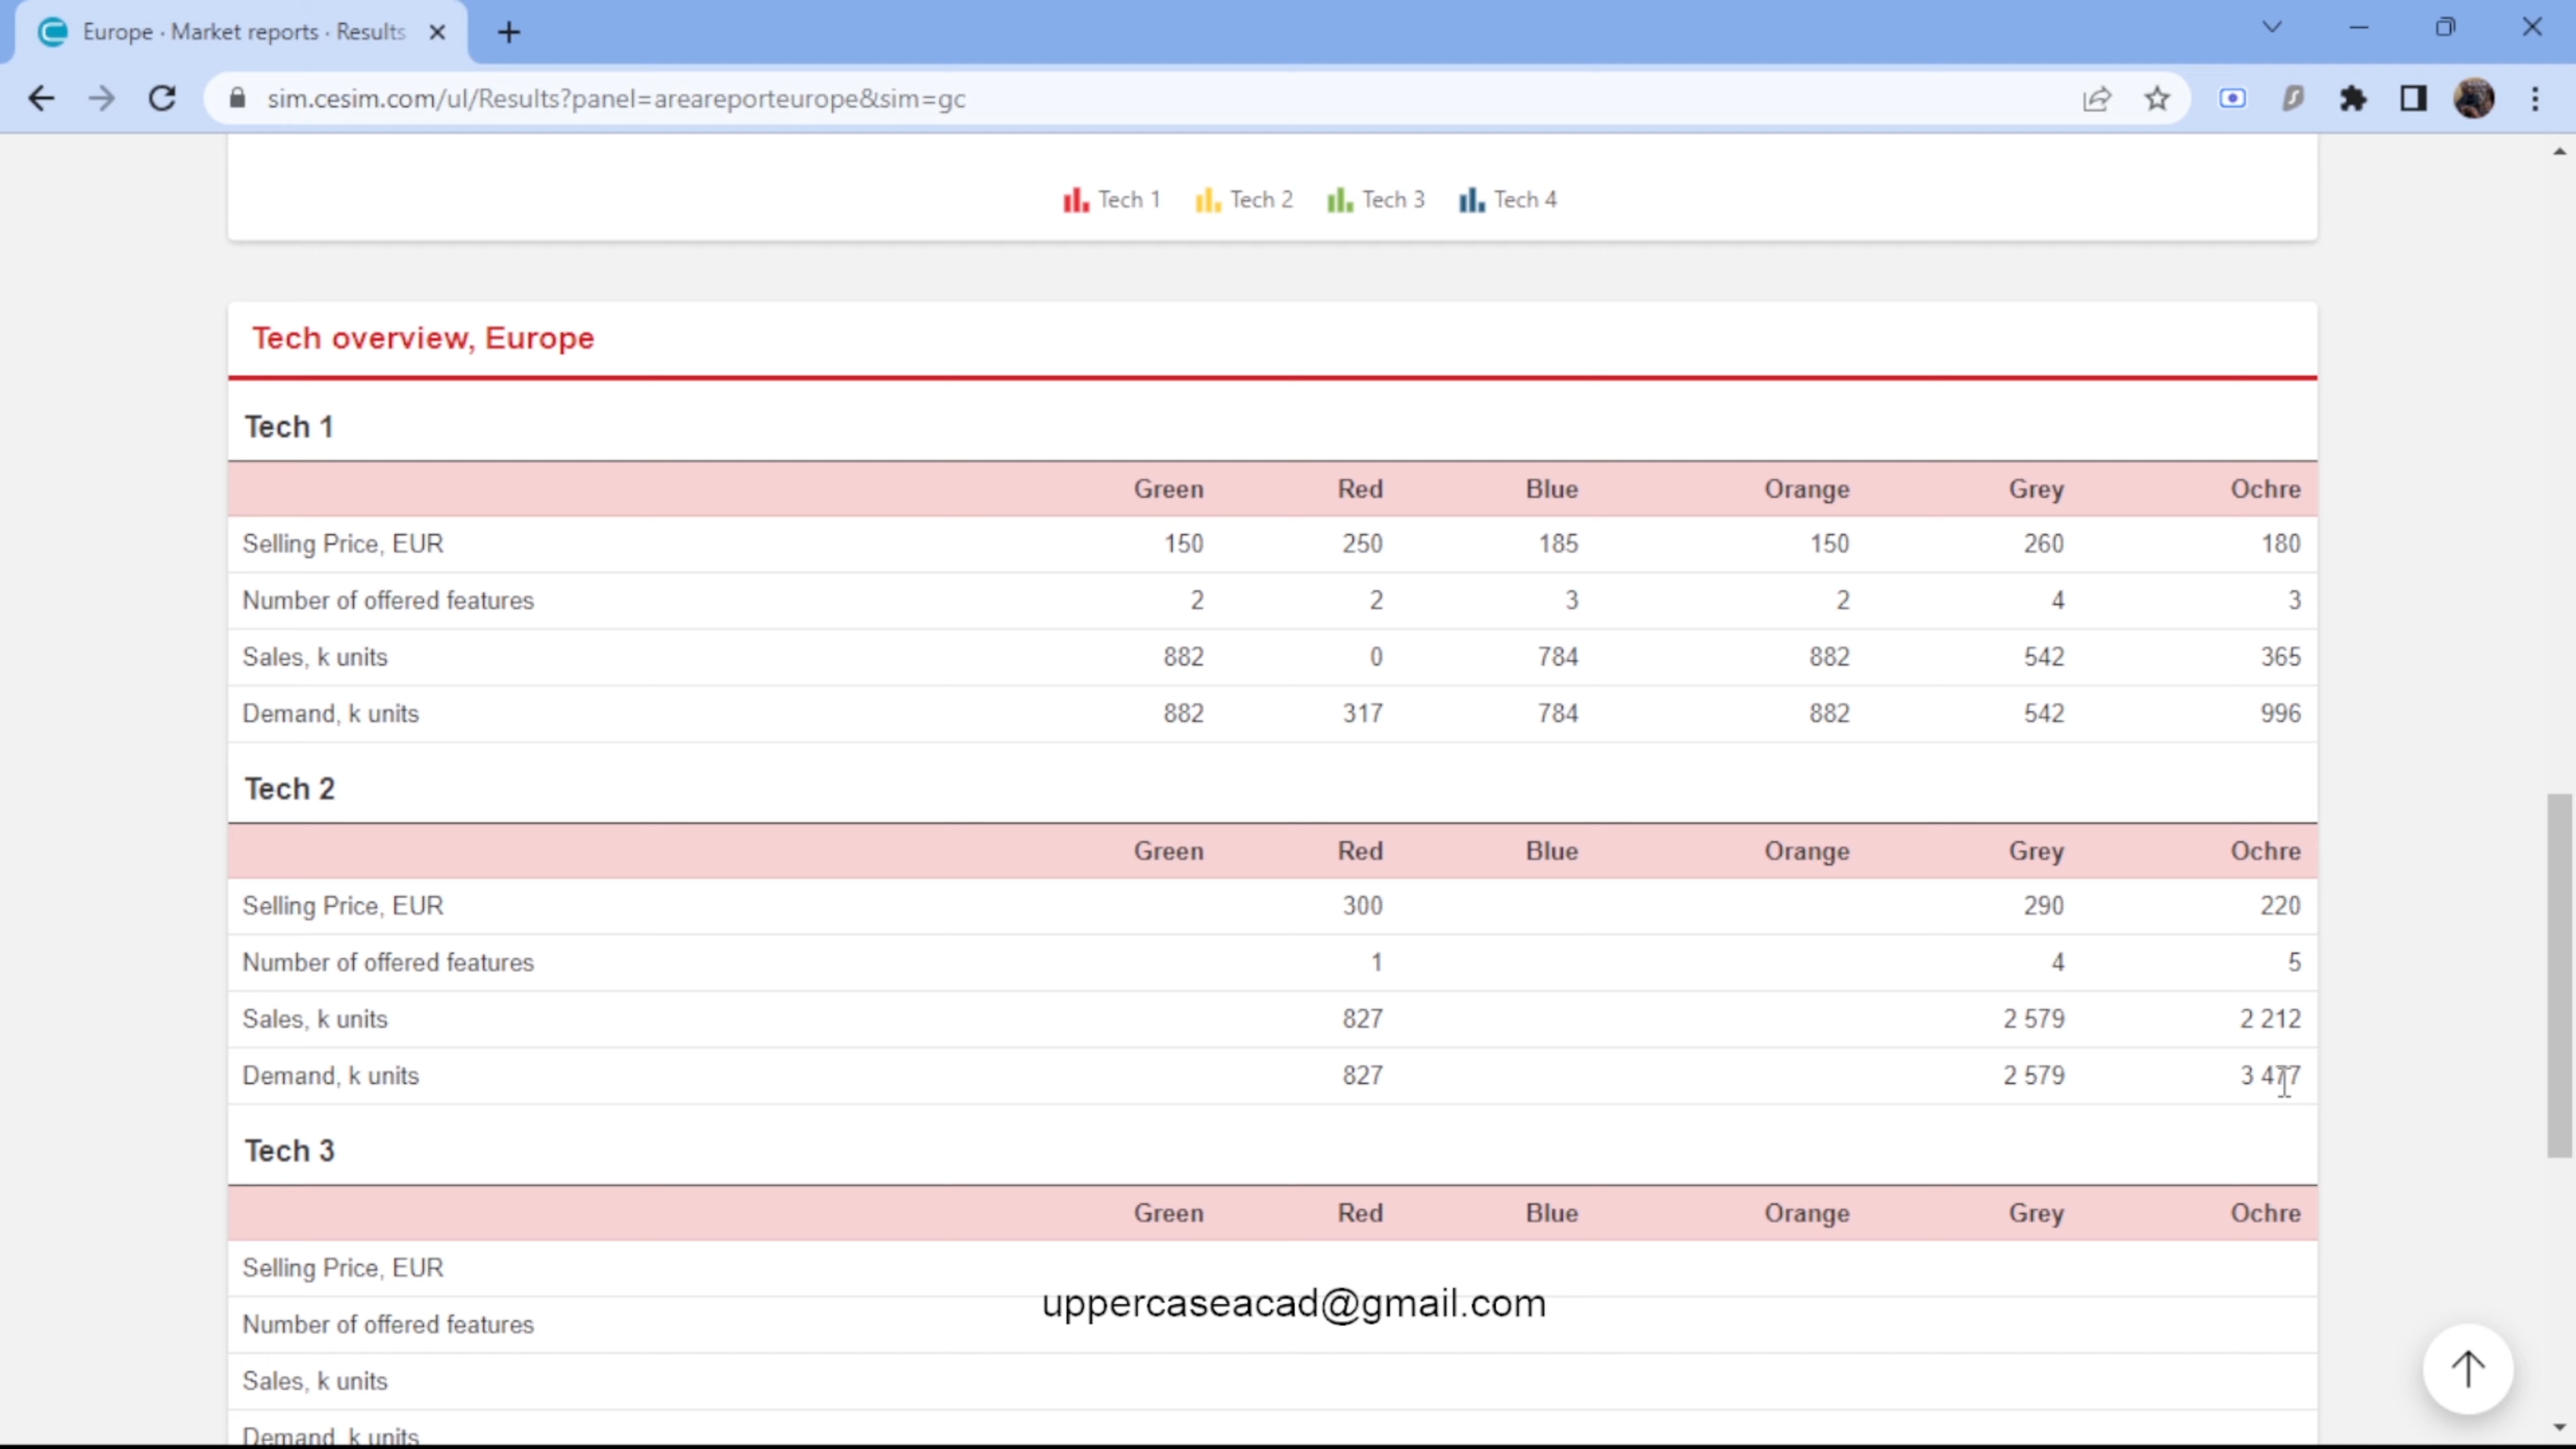 Europe · Market reports · Results
sim.cesim.com/ul/Results?panel=areareporteurope&sim=gc
Tech 1 Tech 2 Tech 3 Tech 4
Tech overview, Europe
Tech 1
Green Red Blue Orange Grey Ochre
Selling Price, EUR 150 250 185 150 260 180
Number of offered features 2 2 3 2 4 3
Sales, k units 882 0 784 882 542 365
Demand, k units 882 317 784 882 542 996
Tech 2
Green Red Blue Orange Grey Ochre
Selling Price, EUR 300 290 220
Number of offered features 1 4 5
Sales, k units 827 2 579 2 212
Demand, k units 827 2 579 3 477
Tech 3
Green Red Blue Orange Grey Ochre
Selling Price, EUR
uppercaseacad@gmail.com
Number of offered features
Sales, k units
Demand, k units